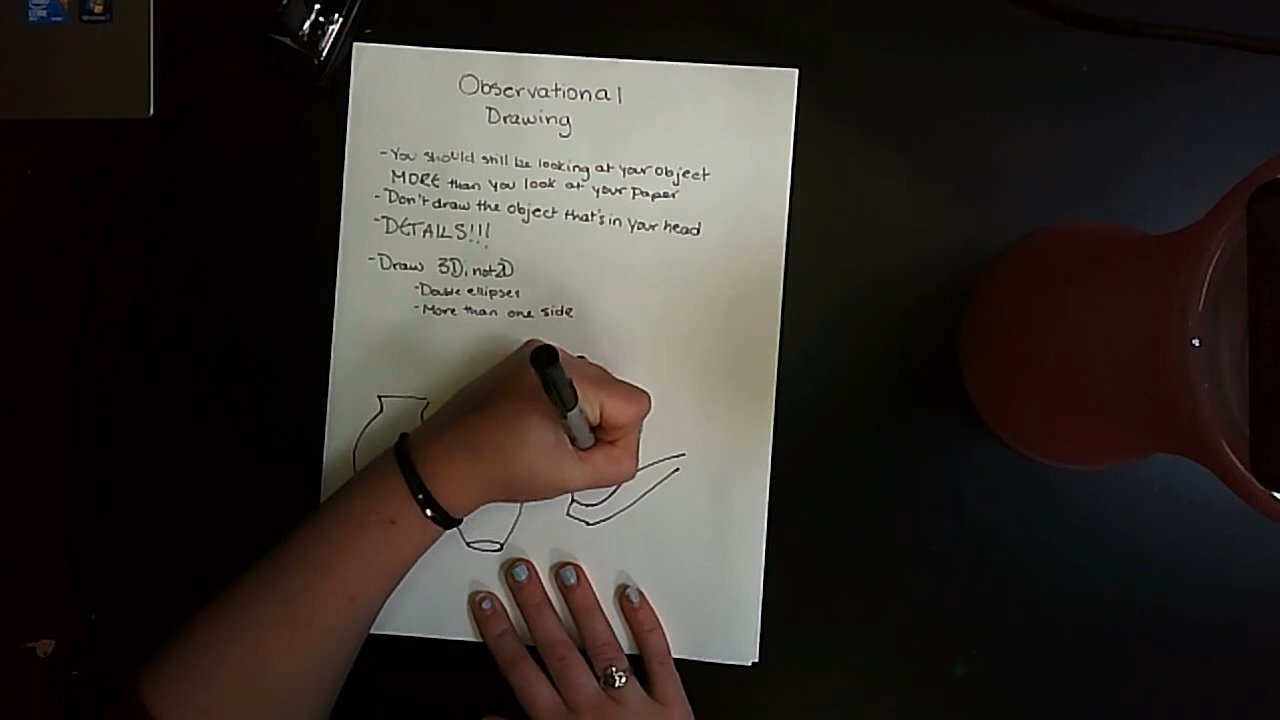 Observational
Drawing
- You should still be looking at your object
MORE than you look at your paper
- Don't draw the object that's in your head
- DETAILS!!!
- Draw 3D, not 2D
- Double ellipses
- More than one side